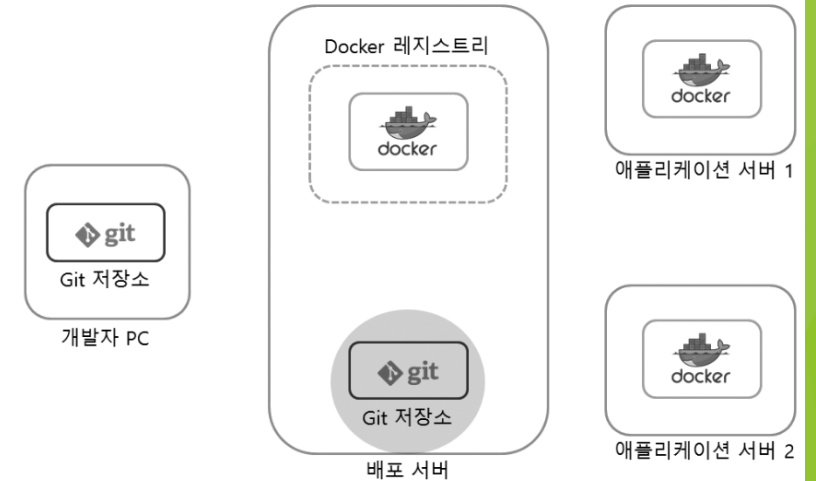 Docker 레지스트리
docker
git
Git 저장소
개발자 PC
git
Git 저장소
배포 서버
docker
애플리케이션 서버 1
docker
애플리케이션 서버 2